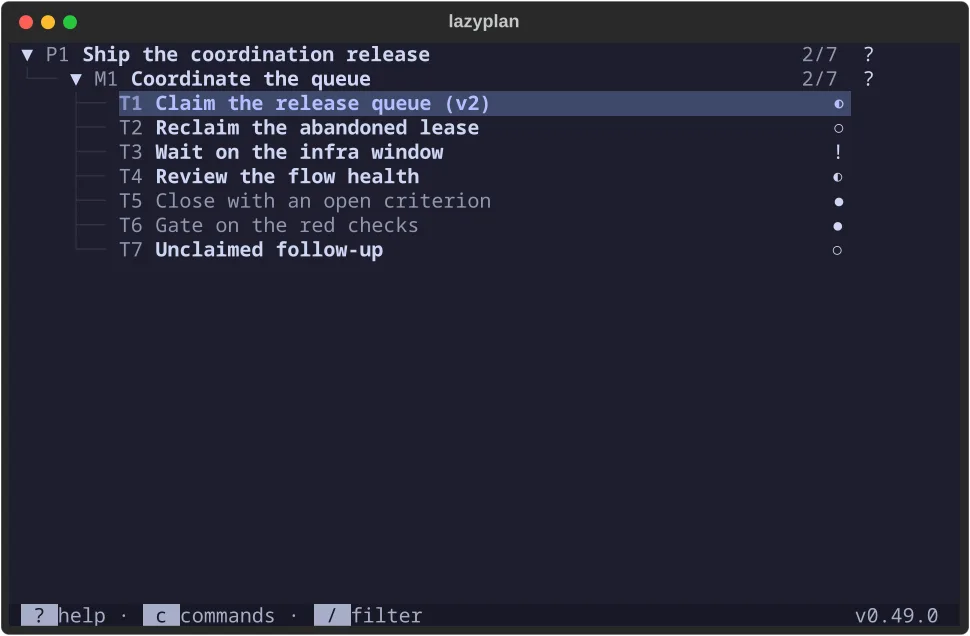 lazyplan
▼ P1 Ship the coordination release 2/7 ?
▼ M1 Coordinate the queue 2/7 ?
T1 Claim the release queue (v2) ◐
T2 Reclaim the abandoned lease ○
T3 Wait on the infra window !
T4 Review the flow health ◐
T5 Close with an open criterion ●
T6 Gate on the red checks ●
T7 Unclaimed follow-up ○
? help · c commands · / filter v0.49.0